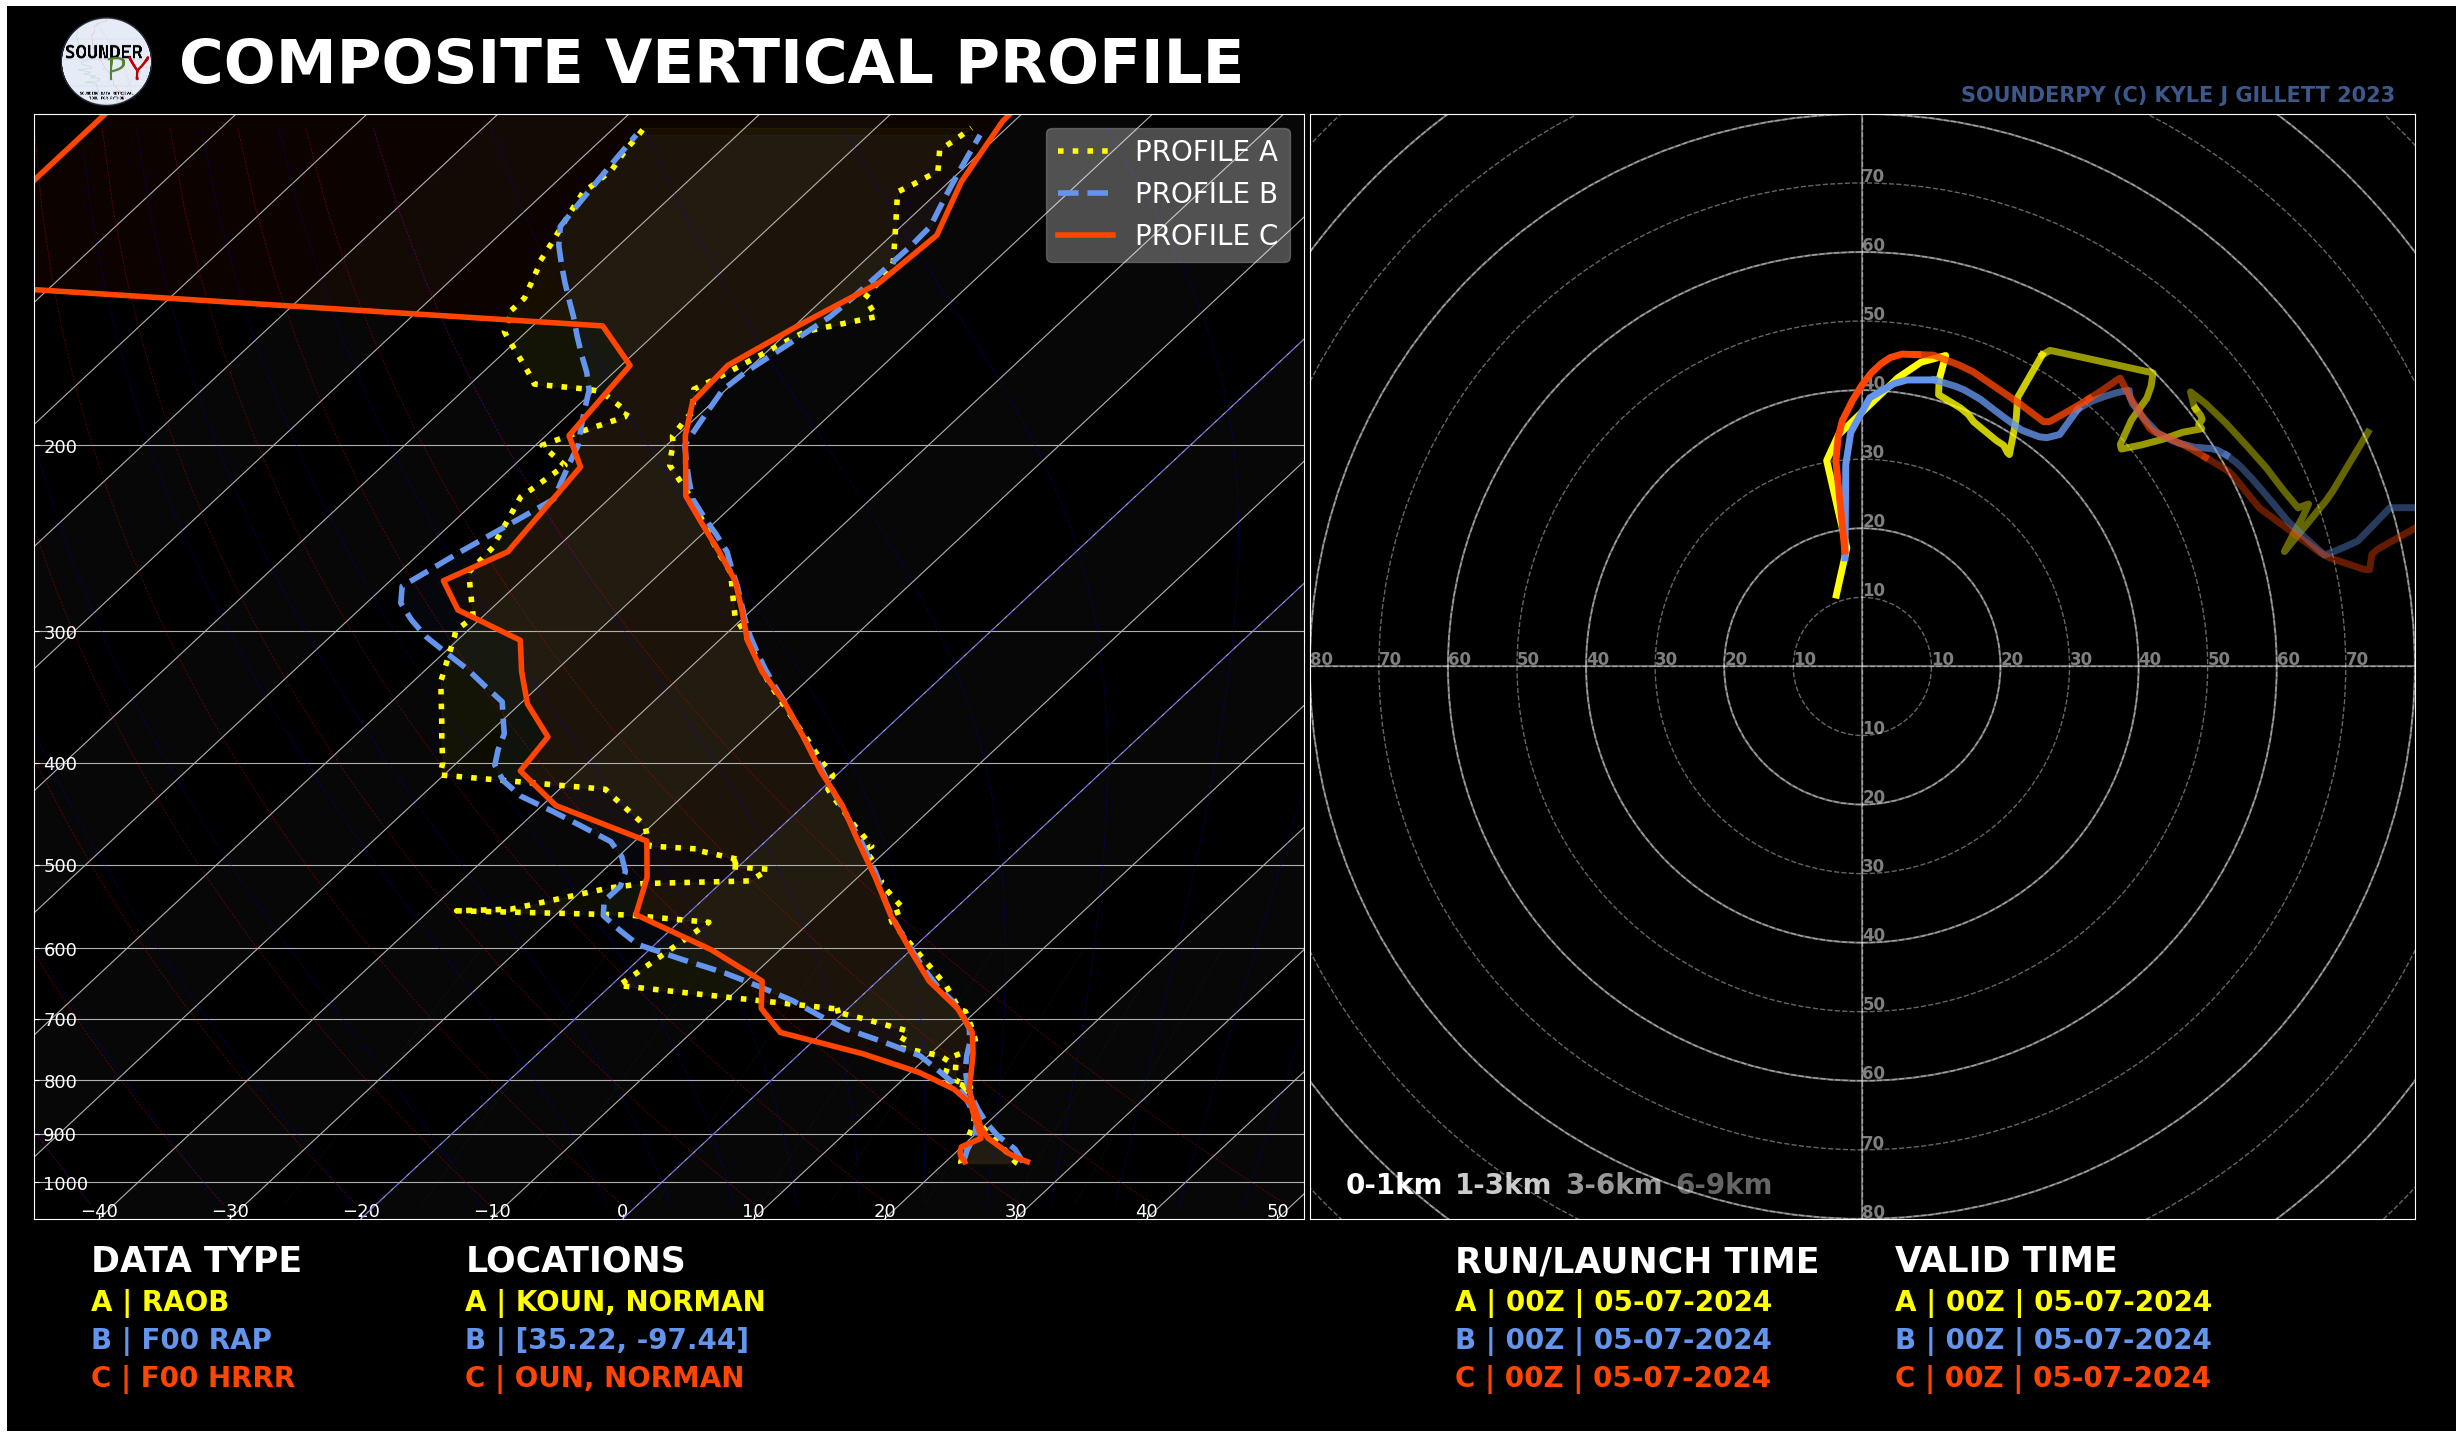 SOUNDER
PY
SOUNDING DATA RETRIEVAL
TOOL FOR PYTHON
COMPOSITE VERTICAL PROFILE
SOUNDERPY (C) KYLE J GILLETT 2023
PROFILE A
PROFILE B
PROFILE C
200
300
400
500
600
700
800
900
1000
−40 −30 −20 −10 0 10 20 30 40 50
70
60
50
40
30
20
10
80 70 60 50 40 30 20 10 10 20 30 40 50 60 70
10
20
30
40
50
60
70
80
0-1km 1-3km 3-6km 6-9km
DATA TYPE
A | RAOB
B | F00 RAP
C | F00 HRRR
LOCATIONS
A | KOUN, NORMAN
B | [35.22, -97.44]
C | OUN, NORMAN
RUN/LAUNCH TIME
A | 00Z | 05-07-2024
B | 00Z | 05-07-2024
C | 00Z | 05-07-2024
VALID TIME
A | 00Z | 05-07-2024
B | 00Z | 05-07-2024
C | 00Z | 05-07-2024